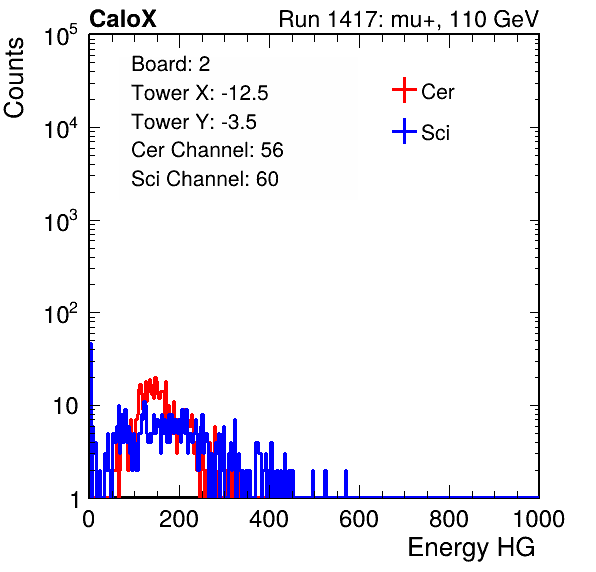 CaloX Run 1417: mu+, 110 GeV
Counts
10^5
10^4
10^3
10^2
10
1
Board: 2
Tower X: -12.5
Tower Y: -3.5
Cer Channel: 56
Sci Channel: 60
Cer
Sci
0 200 400 600 800 1000
Energy HG